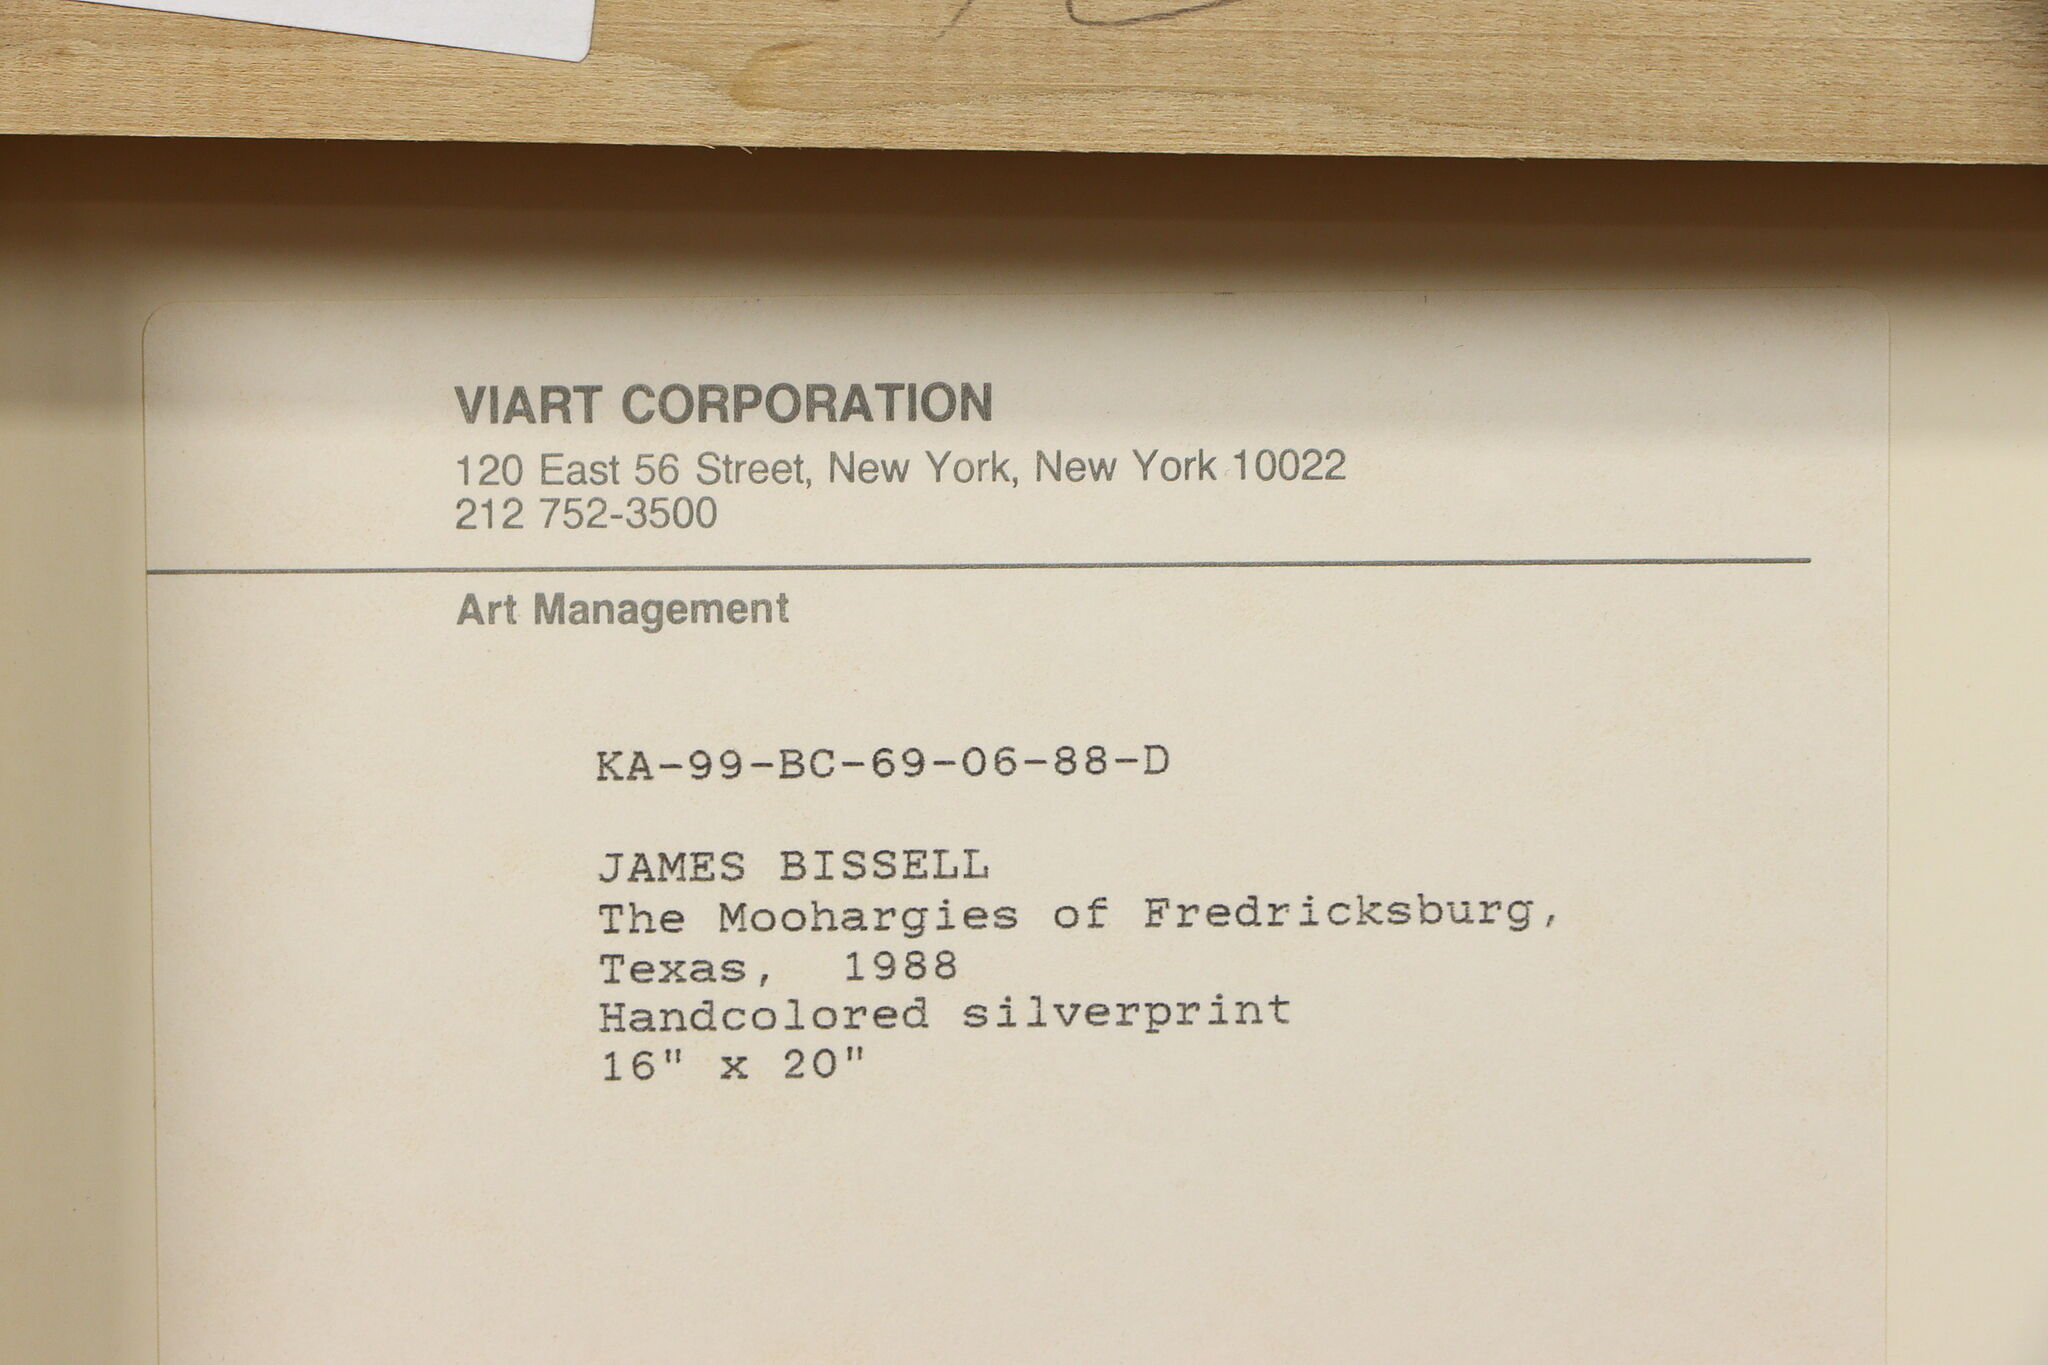 VIART CORPORATION
120 East 56 Street, New York, New York 10022
212 752-3500
Art Management
KA-99-BC-69-06-88-D
JAMES BISSELL
The Moohargies of Fredricksburg,
Texas,  1988
Handcolored silverprint
16" x 20"